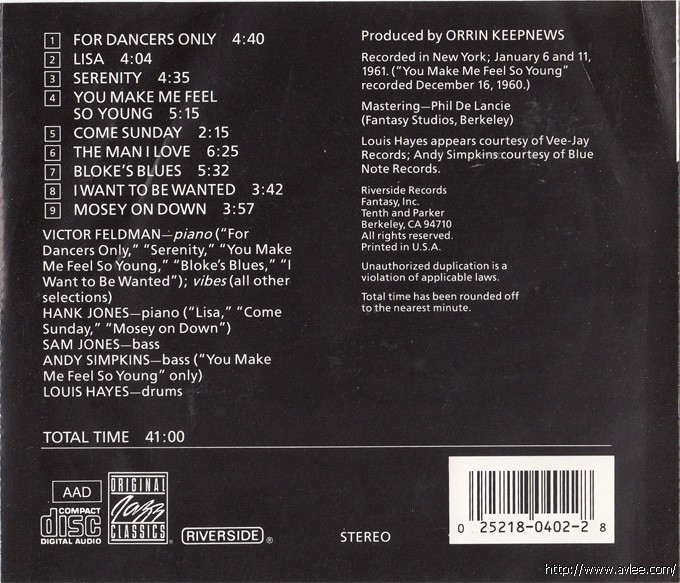 1 FOR DANCERS ONLY 4:40
2 LISA 4:04
3 SERENITY 4:35
4 YOU MAKE ME FEEL
SO YOUNG 5:15
5 COME SUNDAY 2:15
6 THE MAN I LOVE 6:25
7 BLOKE'S BLUES 5:32
8 I WANT TO BE WANTED 3:42
9 MOSEY ON DOWN 3:57
VICTOR FELDMAN—piano ("For
Dancers Only," "Serenity," "You Make
Me Feel So Young," "Bloke's Blues," "I
Want to Be Wanted"); vibes (all other
selections)
HANK JONES—piano ("Lisa," "Come
Sunday," "Mosey on Down")
SAM JONES—bass
ANDY SIMPKINS—bass ("You Make
Me Feel So Young" only)
LOUIS HAYES—drums
TOTAL TIME 41:00
Produced by ORRIN KEEPNEWS
Recorded in New York; January 6 and 11,
1961. ("You Make Me Feel So Young"
recorded December 16, 1960.)
Mastering—Phil De Lancie
(Fantasy Studios, Berkeley)
Louis Hayes appears courtesy of Vee-Jay
Records; Andy Simpkins courtesy of Blue
Note Records.
Riverside Records
Fantasy, Inc.
Tenth and Parker
Berkeley, CA 94710
All rights reserved.
Printed in U.S.A.
Unauthorized duplication is a
violation of applicable laws.
Total time has been rounded off
to the nearest minute.
AAD
COMPACT
disc
DIGITAL AUDIO
ORIGINAL
Jazz
CLASSICS®
RIVERSIDE®
STEREO
0 25218-0402-2 8
http://www.avlee.com/